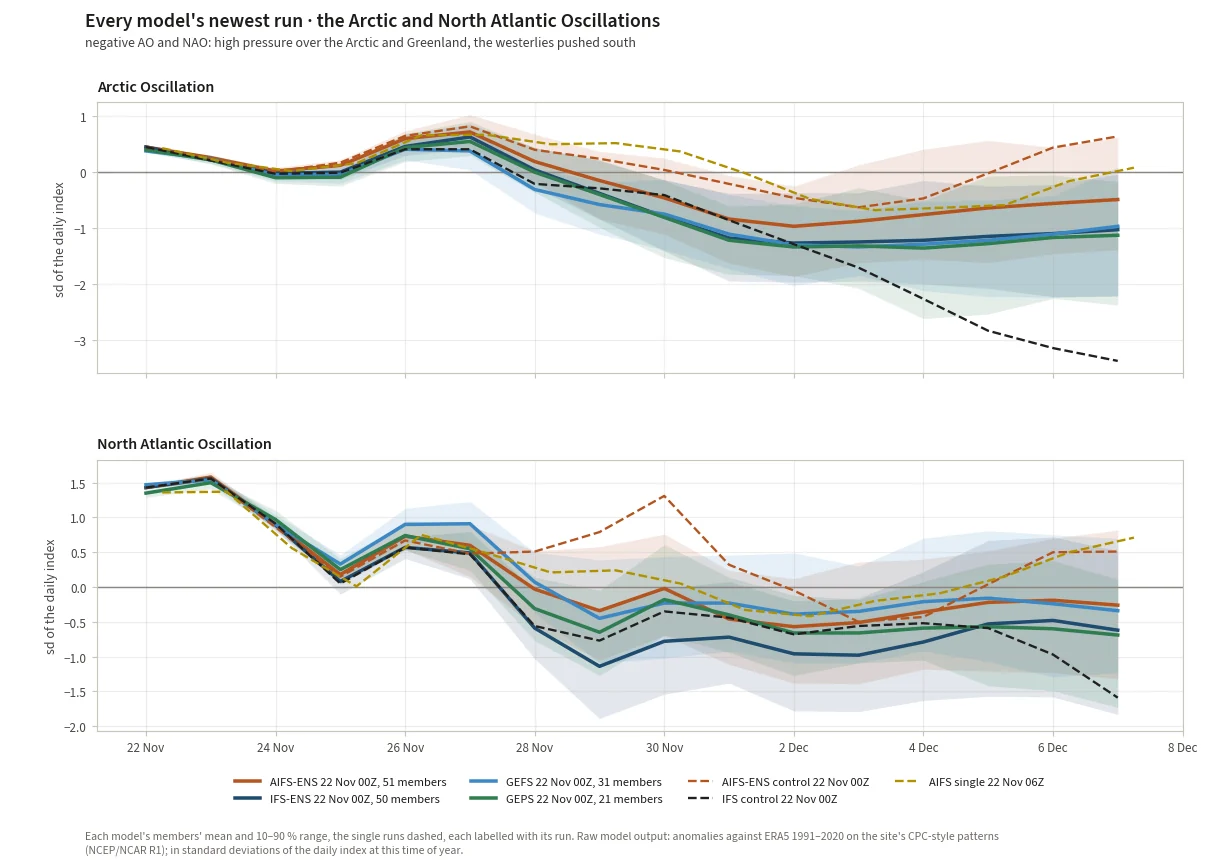 Every model's newest run · the Arctic and North Atlantic Oscillations
negative AO and NAO: high pressure over the Arctic and Greenland, the westerlies pushed south
Arctic Oscillation
sd of the daily index
1
0
−1
−2
−3
North Atlantic Oscillation
sd of the daily index
1.5
1.0
0.5
0.0
−0.5
−1.0
−1.5
−2.0
22 Nov 24 Nov 26 Nov 28 Nov 30 Nov 2 Dec 4 Dec 6 Dec 8 Dec
AIFS-ENS 22 Nov 00Z, 51 members GEFS 22 Nov 00Z, 31 members AIFS-ENS control 22 Nov 00Z AIFS single 22 Nov 06Z
IFS-ENS 22 Nov 00Z, 50 members GEPS 22 Nov 00Z, 21 members IFS control 22 Nov 00Z
Each model's members' mean and 10–90 % range, the single runs dashed, each labelled with its run. Raw model output: anomalies against ERA5 1991–2020 on the site's CPC-style patterns
(NCEP/NCAR R1); in standard deviations of the daily index at this time of year.